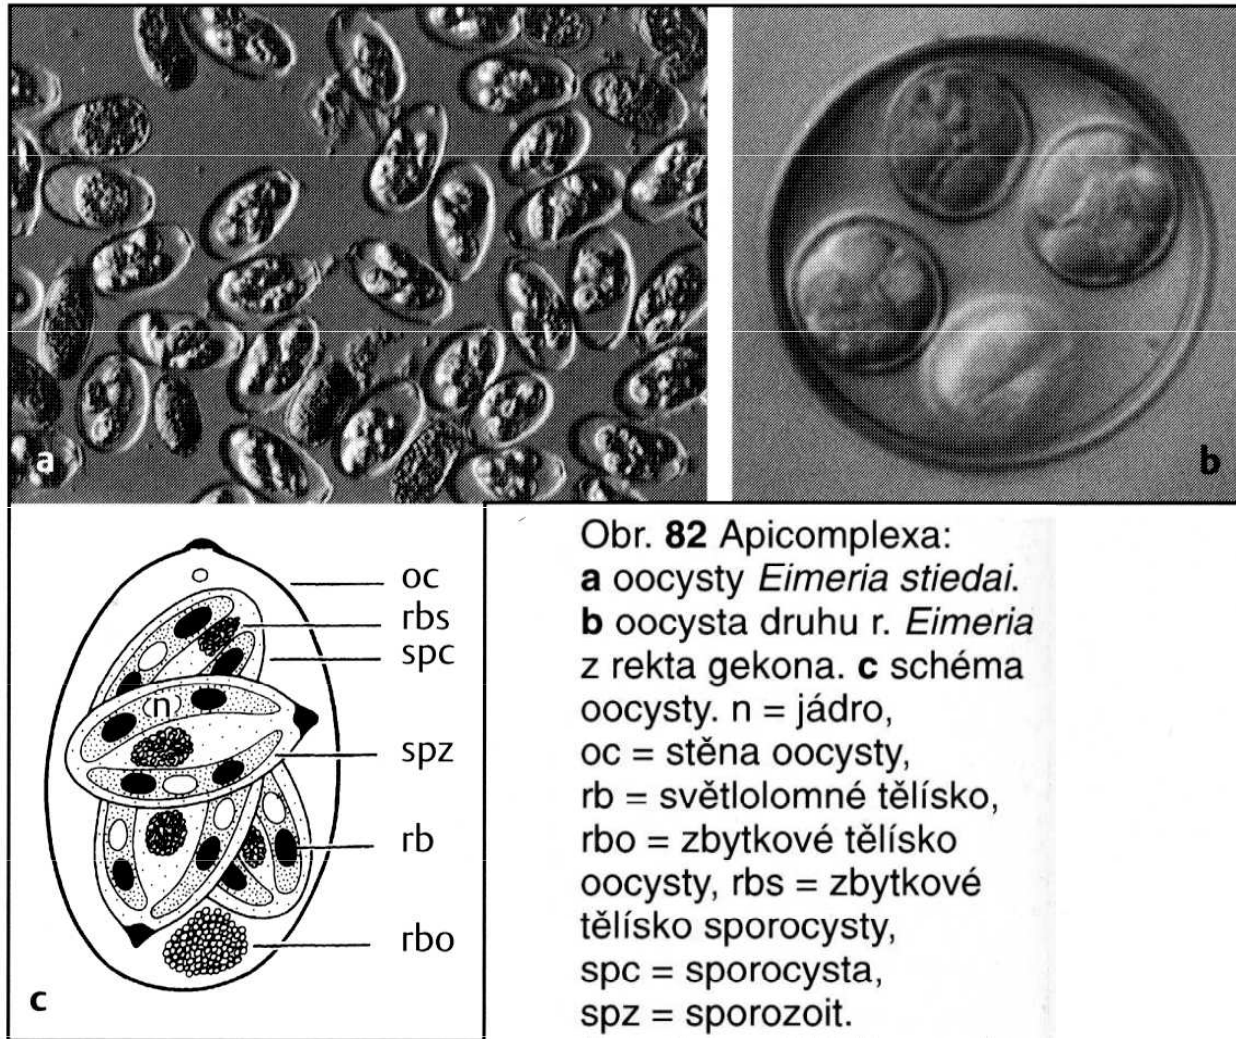 a
b
oc
rbs
spc
n
spz
rb
rbo
c
Obr. 82 Apicomplexa:
a oocysty Eimeria stiedai.
b oocysta druhu r. Eimeria
z rekta gekona. c schéma
oocysty. n = jádro,
oc = stěna oocysty,
rb = světlolomné tělísko,
rbo = zbytkové tělísko
oocysty, rbs = zbytkové
tělísko sporocysty,
spc = sporocysta,
spz = sporozoit.